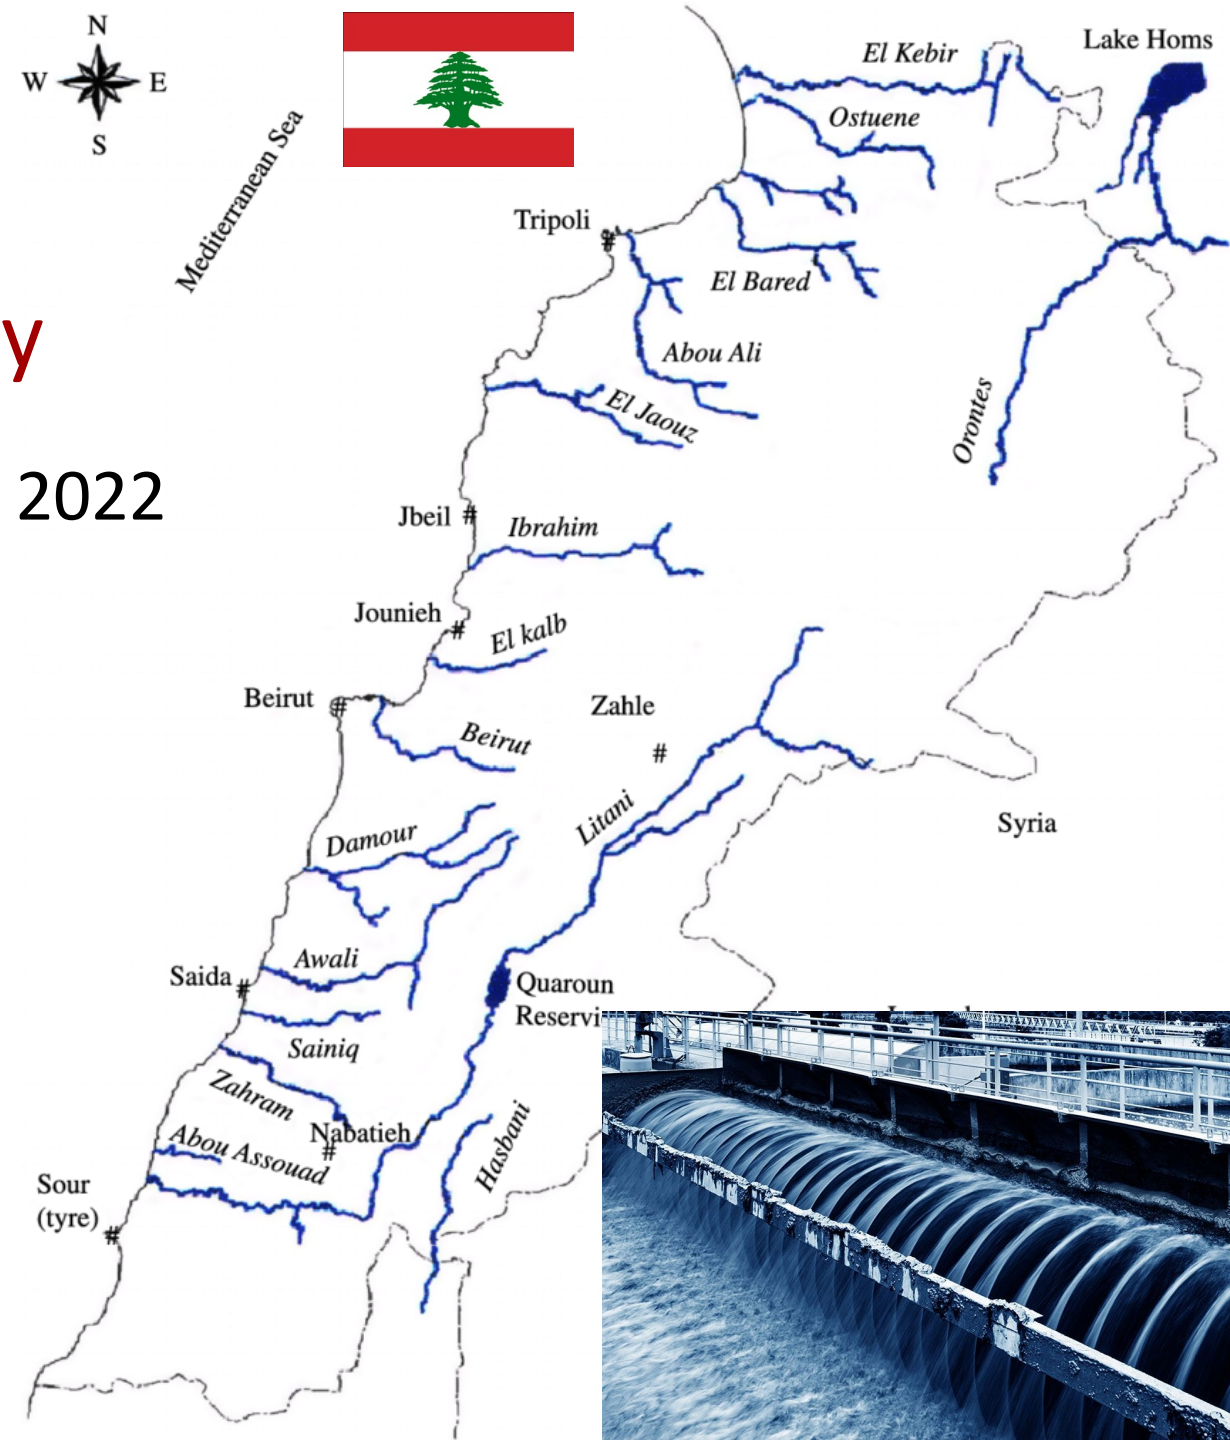 N
W
E
S
Mediterranean Sea
El Kebir
Lake Homs
Ostuene
Tripoli
El Bared
y
Abou Ali
El Jaouz
Orontes
2022
Jbeil
Ibrahim
Jounieh
El kalb
Beirut
Zahle
Beirut
Litani
Syria
Damour
Awali
Saida
Quaroun
Reservi
Sainiq
Zahram
Nabatieh
Hasbani
Abou Assouad
Sour
(tyre)